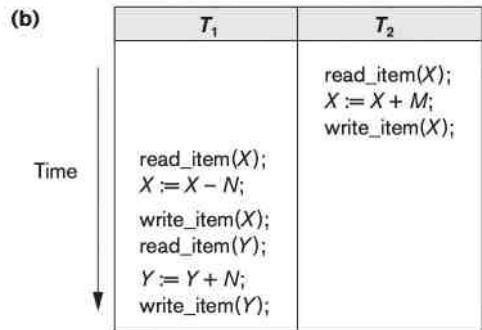 (b)
T₁ T₂
read_item(X);
X := X + M;
write_item(X);
Time
read_item(X);
X := X − N;
write_item(X);
read_item(Y);
Y := Y + N;
write_item(Y);